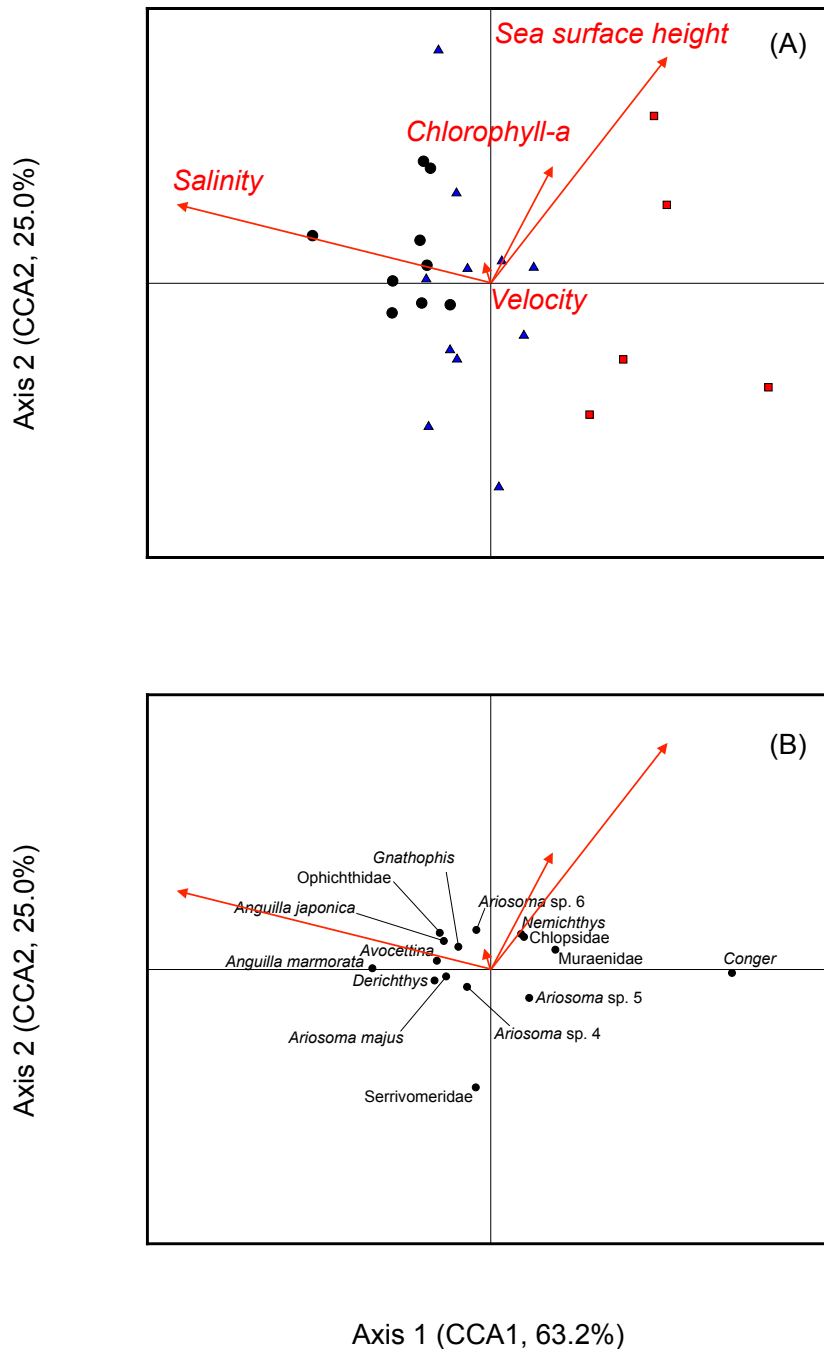 Sea surface height
(A)
Chlorophyll-a
Salinity
Velocity
Axis 2 (CCA2, 25.0%)
(B)
Gnathophis
Ophichthidae
Ariosoma sp. 6
Anguilla japonica
Nemichthys
Chlopsidae
Avocettina
Muraenidae
Anguilla marmorata
Conger
Derichthys
Ariosoma sp. 5
Ariosoma majus
Ariosoma sp. 4
Serrivomeridae
Axis 2 (CCA2, 25.0%)
Axis 1 (CCA1, 63.2%)